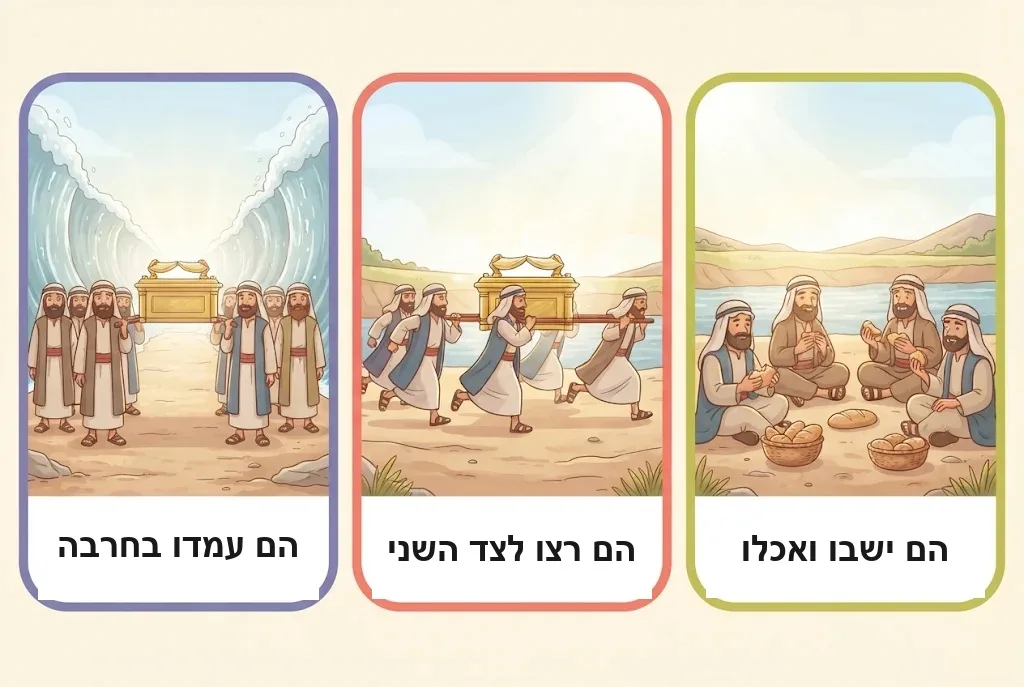 הם ישבו ואכלו
הם רצו לצד השני
הם עמדו בחרבה